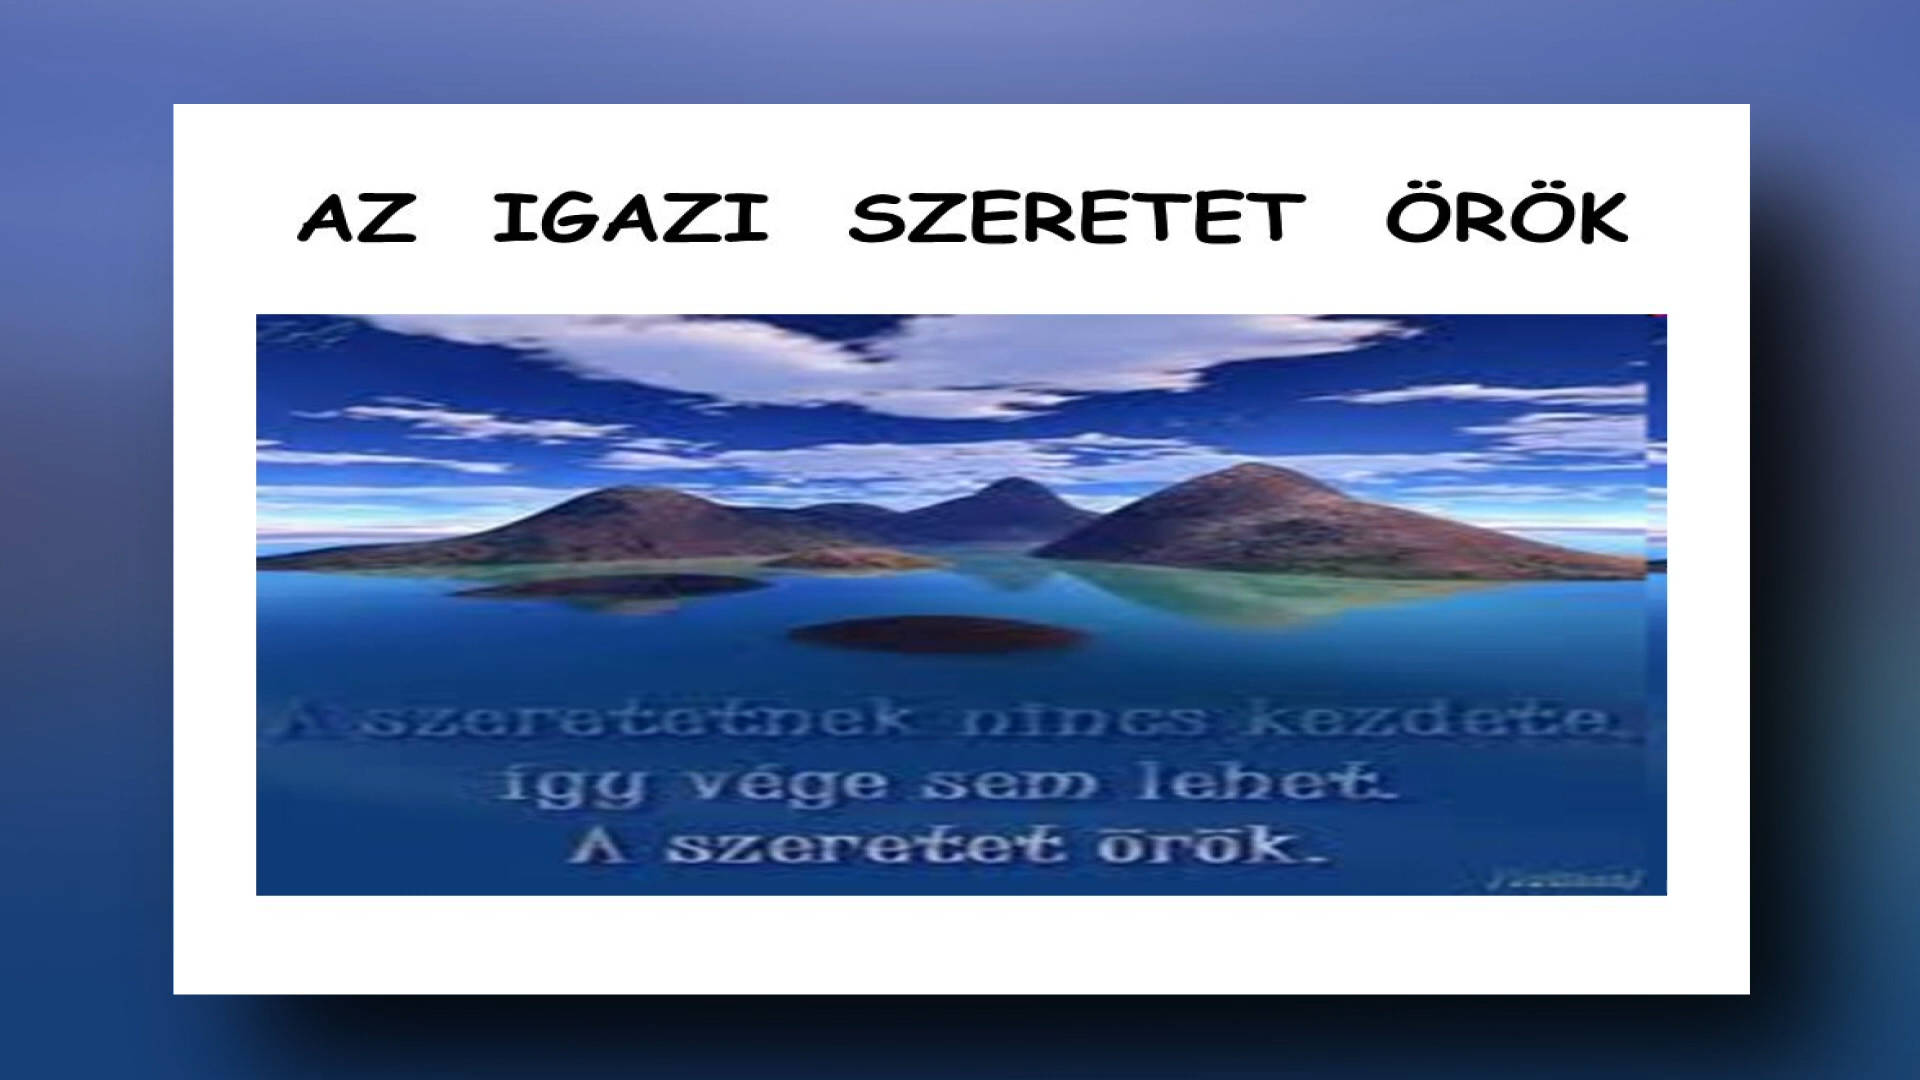 AZ IGAZI SZERETET ÖRÖK
A szeretetnek nincs kezdete,
így vége sem lehet.
A szeretet örök.